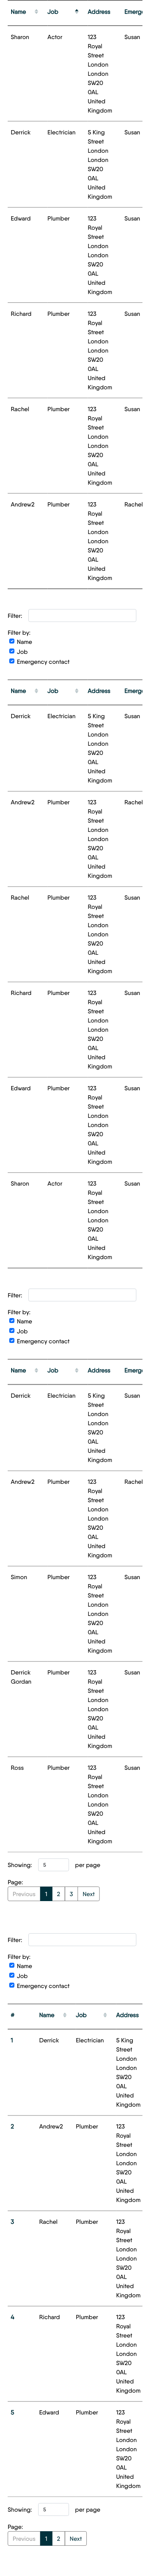 Name Job Address Emerge
Sharon Actor 123
Royal
Street
London
London
SW20
0AL
United
Kingdom Susan
Derrick Electrician 5 King
Street
London
London
SW20
0AL
United
Kingdom Susan
Edward Plumber 123
Royal
Street
London
London
SW20
0AL
United
Kingdom Susan
Richard Plumber 123
Royal
Street
London
London
SW20
0AL
United
Kingdom Susan
Rachel Plumber 123
Royal
Street
London
London
SW20
0AL
United
Kingdom Susan
Andrew2 Plumber 123
Royal
Street
London
London
SW20
0AL
United
Kingdom Rachel
Filter:
Filter by:
Name
Job
Emergency contact
Name Job Address Emerge
Derrick Electrician 5 King
Street
London
London
SW20
0AL
United
Kingdom Susan
Andrew2 Plumber 123
Royal
Street
London
London
SW20
0AL
United
Kingdom Rachel
Rachel Plumber 123
Royal
Street
London
London
SW20
0AL
United
Kingdom Susan
Richard Plumber 123
Royal
Street
London
London
SW20
0AL
United
Kingdom Susan
Edward Plumber 123
Royal
Street
London
London
SW20
0AL
United
Kingdom Susan
Sharon Actor 123
Royal
Street
London
London
SW20
0AL
United
Kingdom Susan
Filter:
Filter by:
Name
Job
Emergency contact
Name Job Address Emerge
Derrick Electrician 5 King
Street
London
London
SW20
0AL
United
Kingdom Susan
Andrew2 Plumber 123
Royal
Street
London
London
SW20
0AL
United
Kingdom Rachel
Simon Plumber 123
Royal
Street
London
London
SW20
0AL
United
Kingdom Susan
Derrick
Gordan Plumber 123
Royal
Street
London
London
SW20
0AL
United
Kingdom Susan
Ross Plumber 123
Royal
Street
London
London
SW20
0AL
United
Kingdom Susan
Showing: 5 per page
Page:
Previous 1 2 3 Next
Filter:
Filter by:
Name
Job
Emergency contact
# Name Job Address
1 Derrick Electrician 5 King
Street
London
London
SW20
0AL
United
Kingdom
2 Andrew2 Plumber 123
Royal
Street
London
London
SW20
0AL
United
Kingdom
3 Rachel Plumber 123
Royal
Street
London
London
SW20
0AL
United
Kingdom
4 Richard Plumber 123
Royal
Street
London
London
SW20
0AL
United
Kingdom
5 Edward Plumber 123
Royal
Street
London
London
SW20
0AL
United
Kingdom
Showing: 5 per page
Page:
Previous 1 2 Next